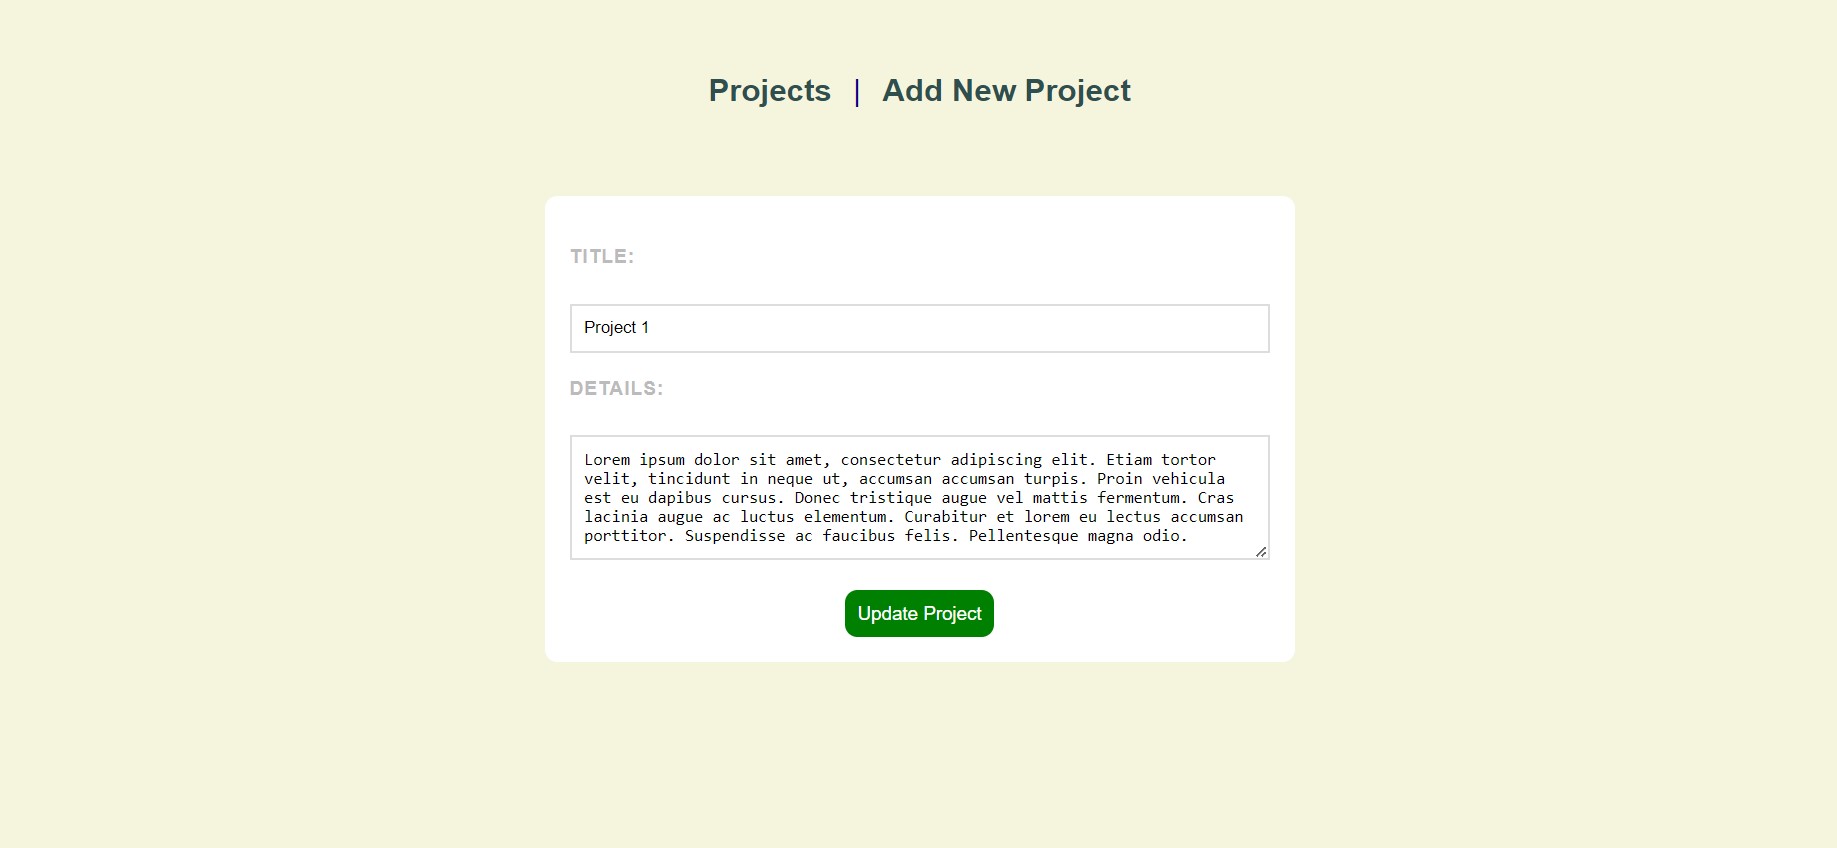 Projects | Add New Project
TITLE:
Project 1
DETAILS:
Lorem ipsum dolor sit amet, consectetur adipiscing elit. Etiam tortor
velit, tincidunt in neque ut, accumsan accumsan turpis. Proin vehicula
est eu dapibus cursus. Donec tristique augue vel mattis fermentum. Cras
lacinia augue ac luctus elementum. Curabitur et lorem eu lectus accumsan
porttitor. Suspendisse ac faucibus felis. Pellentesque magna odio.
Update Project